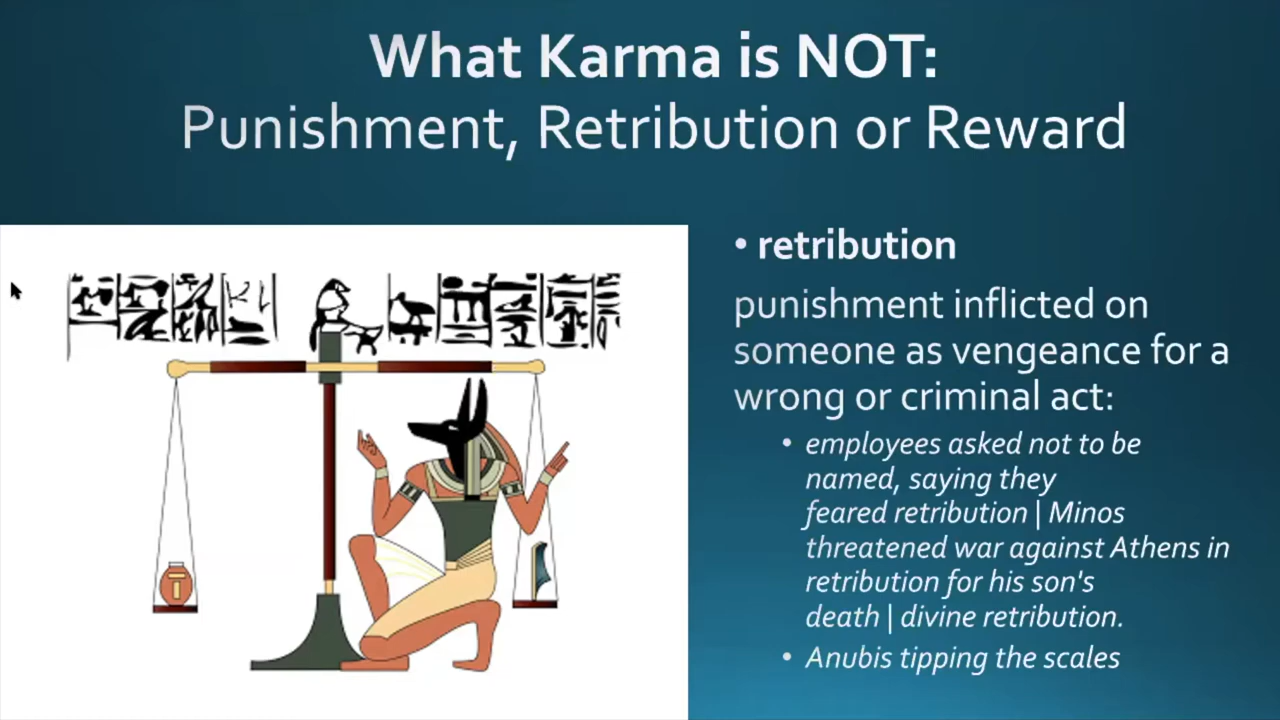 What Karma is NOT:
Punishment, Retribution or Reward
• retribution
punishment inflicted on
someone as vengeance for a
wrong or criminal act:
• employees asked not to be
named, saying they
feared retribution | Minos
threatened war against Athens in
retribution for his son's
death | divine retribution.
• Anubis tipping the scales